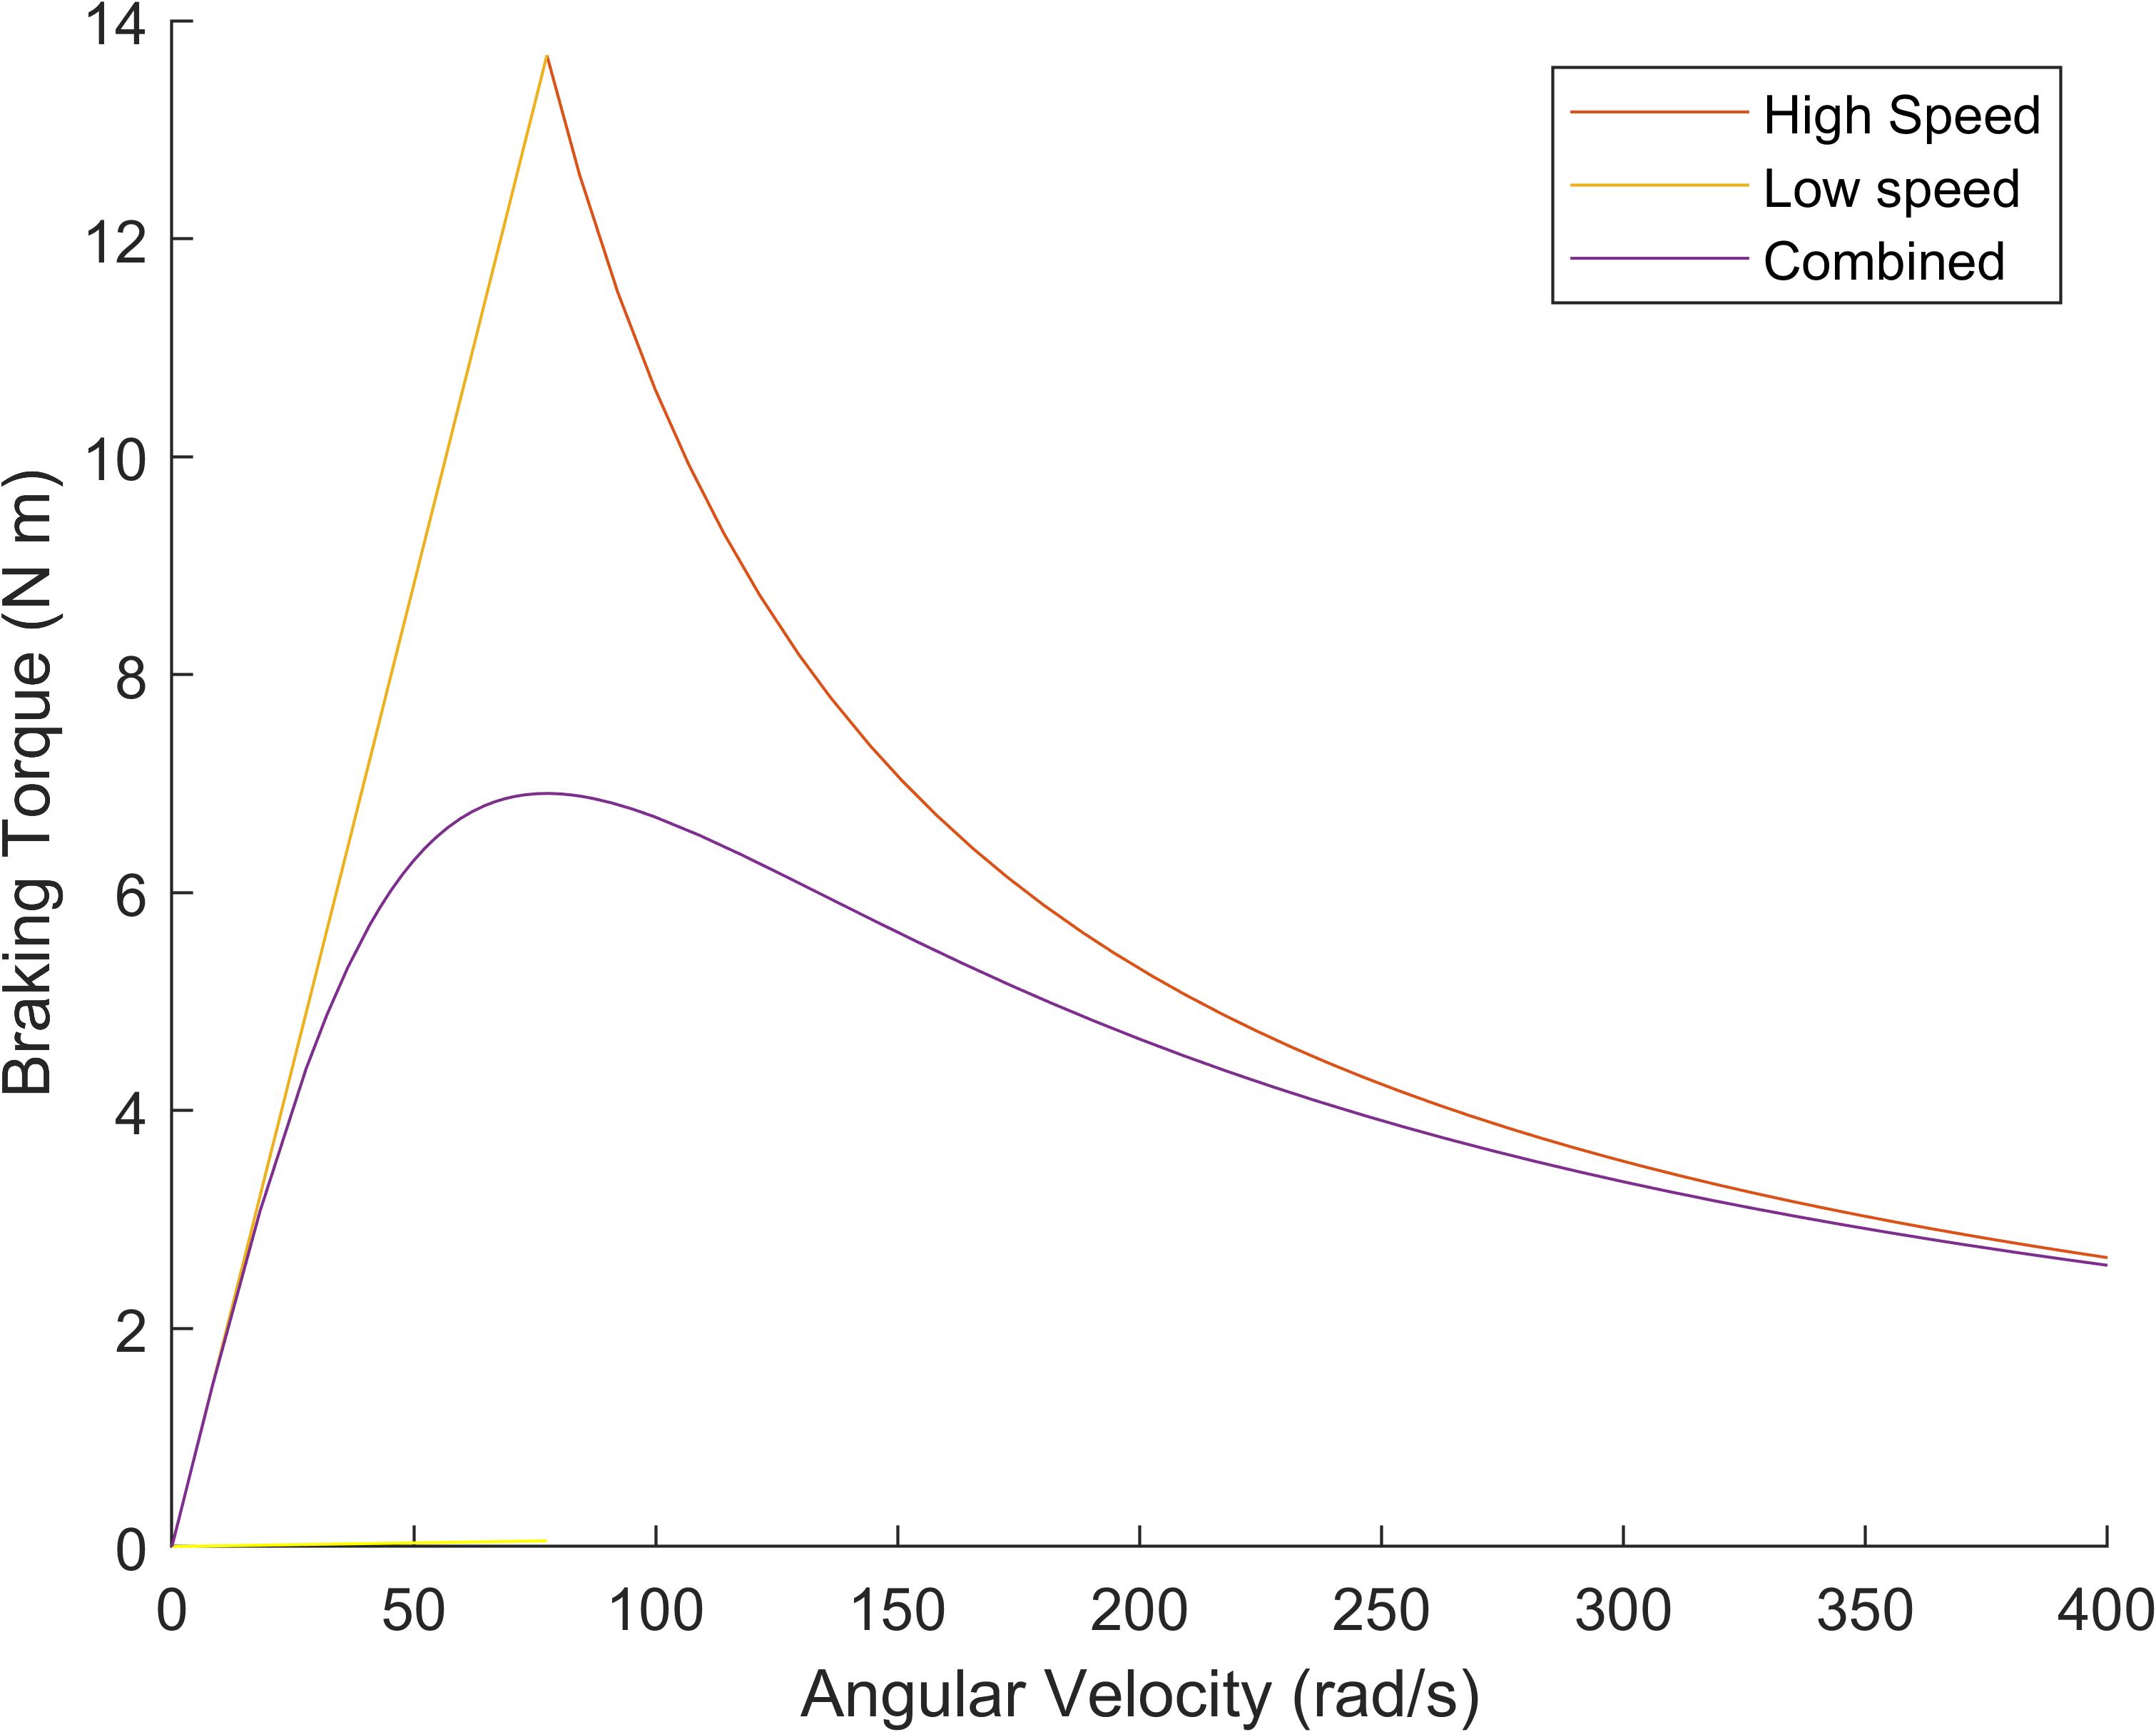 14
12
10
8
6
4
2
0
Braking Torque (N m)
High Speed
Low speed
Combined
0 50 100 150 200 250 300 350 400
Angular Velocity (rad/s)